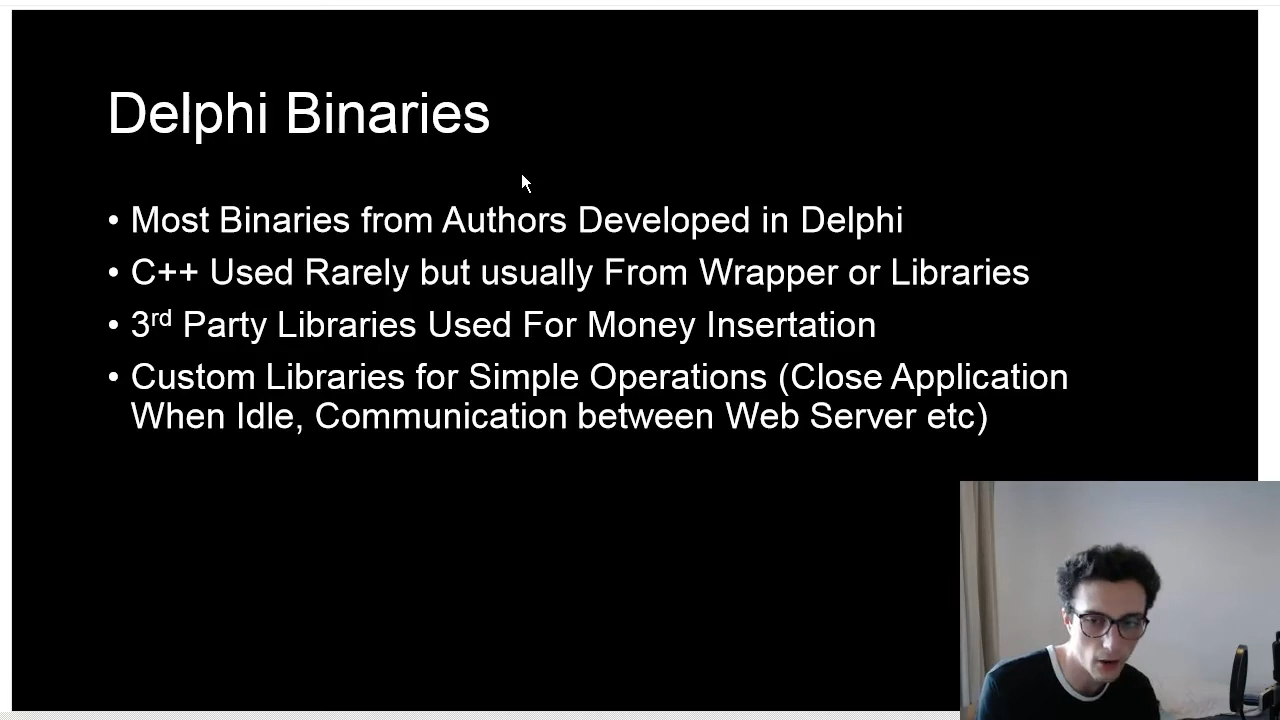 Delphi Binaries
• Most Binaries from Authors Developed in Delphi
• C++ Used Rarely but usually From Wrapper or Libraries
• 3rd Party Libraries Used For Money Insertation
• Custom Libraries for Simple Operations (Close Application
When Idle, Communication between Web Server etc)